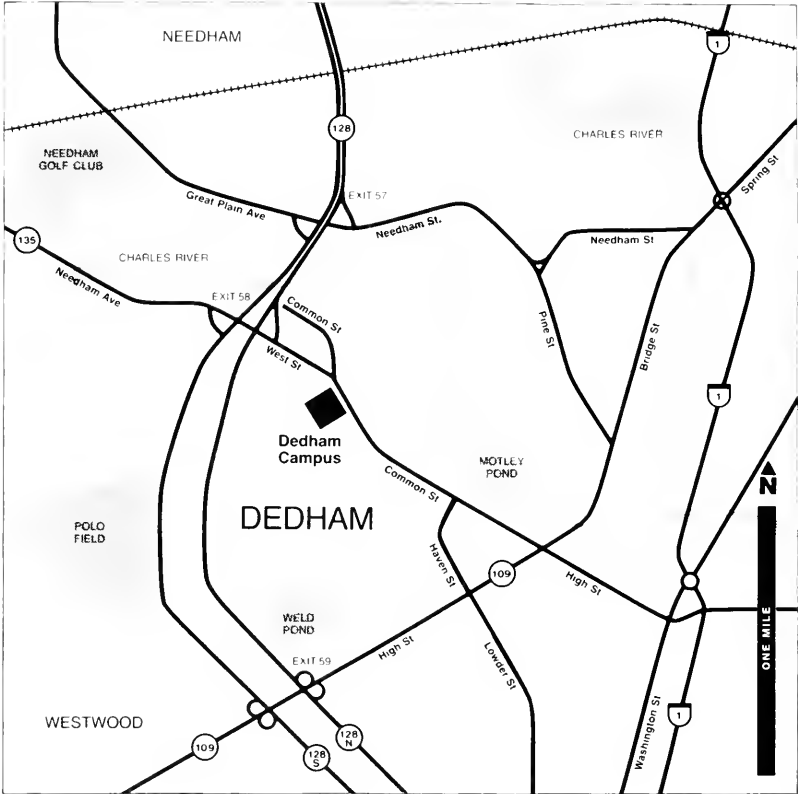 NEEDHAM
1
128
CHARLES RIVER
NEEDHAM
GOLF CLUB
Spring St
EXIT 57
Great Plain Ave
Needham St.
Needham St
135
CHARLES RIVER
Needham Ave
EXIT 58
Common St
Pine St
Bridge St
West St
1
Dedham
Campus
MOTLEY
POND
Common St
N
DEDHAM
POLO
FIELD
Haven St
109
High St
WELD
POND
ONE MILE
High St
EXIT 59
Lowder St
WESTWOOD
Washington St
1
109
128
N
128
S